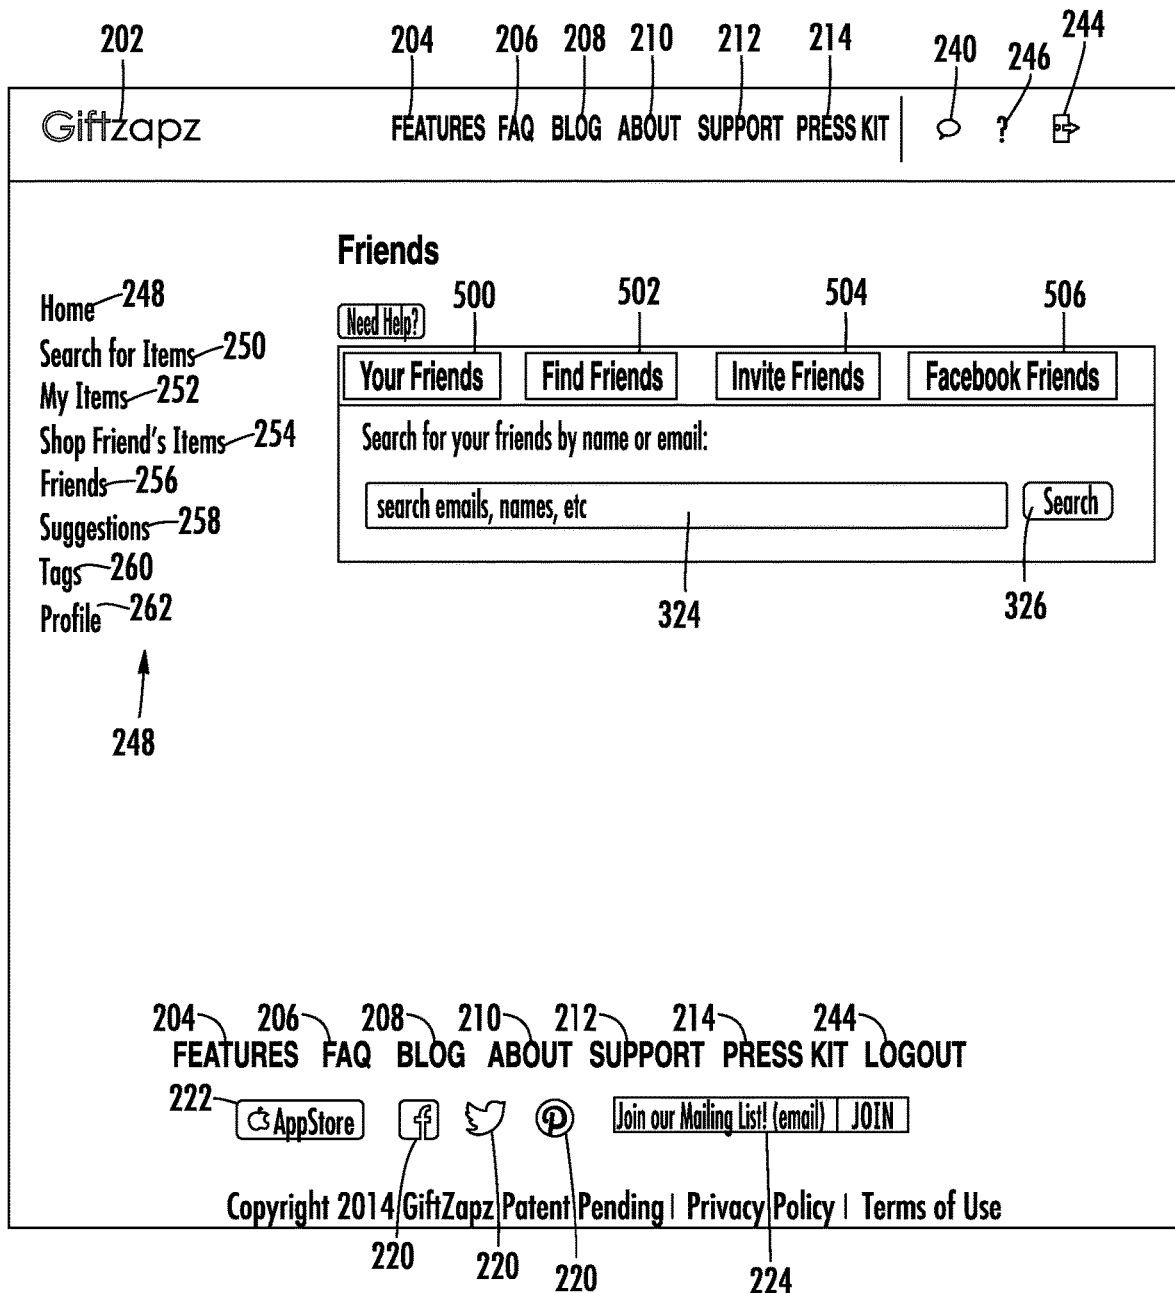 202 204 206 208 210 212 214 240 246 244
Giftzapz FEATURES FAQ BLOG ABOUT SUPPORT PRESS KIT ?
Friends
Home 248
Need Help?
500 502 504 506
Search for Items 250
My Items 252
Shop Friend's Items 254
Friends 256
Suggestions 258
Tags 260
Profile 262
248
Your Friends Find Friends Invite Friends Facebook Friends
Search for your friends by name or email:
search emails, names, etc Search
324 326
204 206 208 210 212 214 244
FEATURES FAQ BLOG ABOUT SUPPORT PRESS KIT LOGOUT
222 AppStore f P Join our Mailing List! (email) | JOIN
Copyright 2014 GiftZapz Patent Pending | Privacy Policy | Terms of Use
220 220 220 224